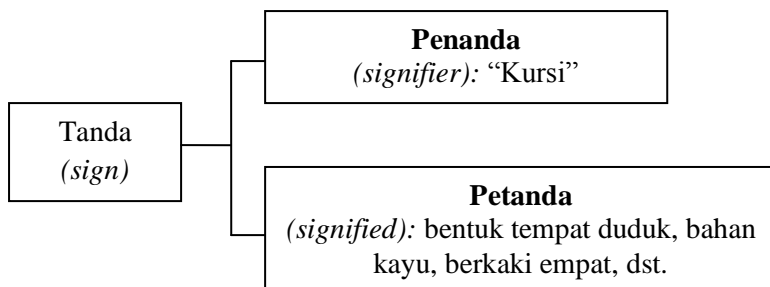 Penanda
(signifier): “Kursi”
Tanda
(sign)
Petanda
(signified): bentuk tempat duduk, bahan
kayu, berkaki empat, dst.